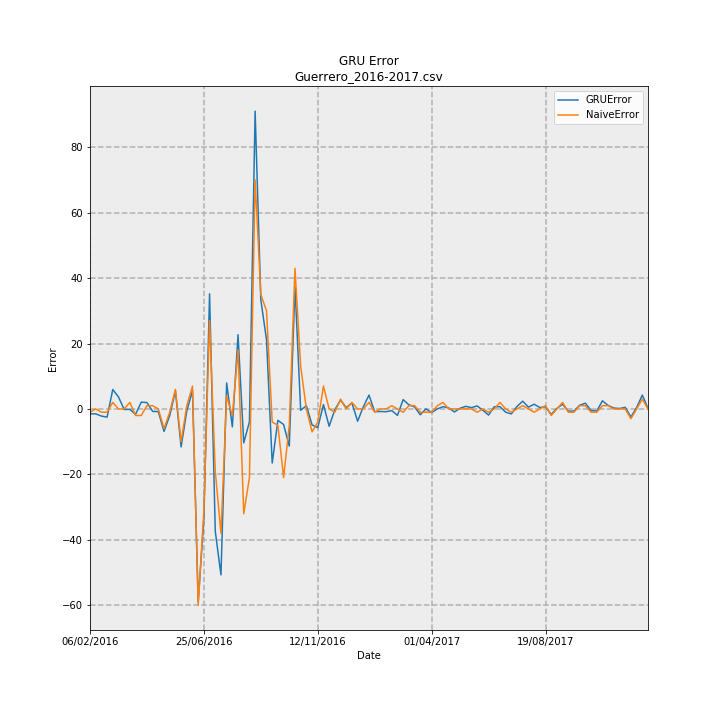 GRU Error
Guerrero_2016-2017.csv
GRUError
NaiveError
80
60
40
20
0
−20
−40
−60
Error
06/02/2016
25/06/2016
12/11/2016
01/04/2017
19/08/2017
Date